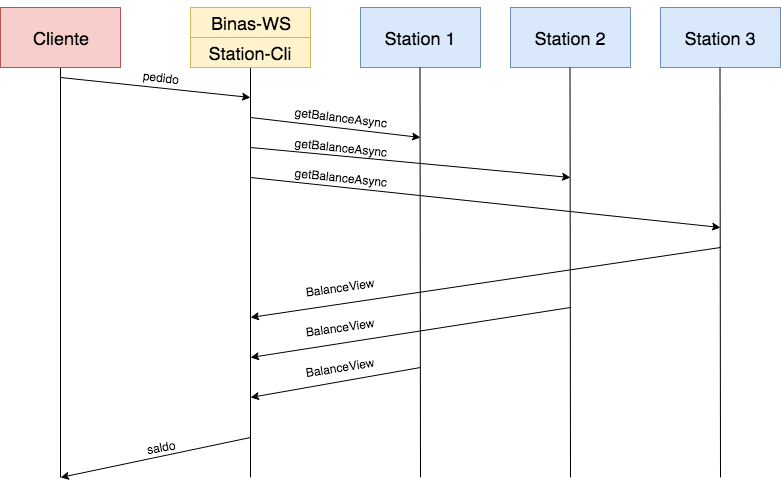 Cliente
Binas-WS
Station-Cli
Station 1
Station 2
Station 3
pedido
getBalanceAsync
getBalanceAsync
getBalanceAsync
BalanceView
BalanceView
BalanceView
saldo